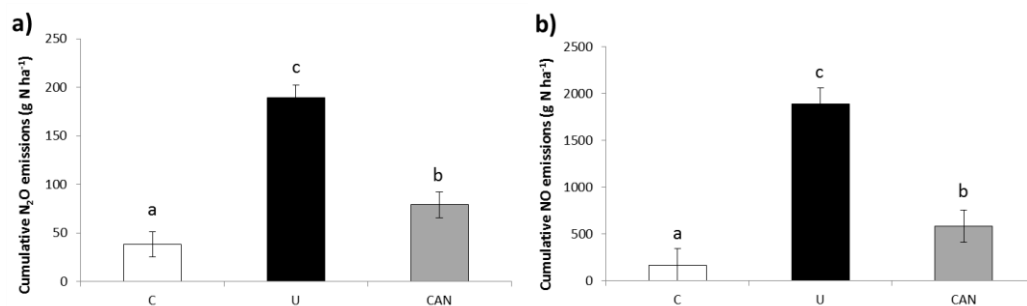 a)
Cumulative N₂O emissions (g N ha⁻¹)
250
200
150
100
50
0
a
c
b
C U CAN
b)
Cumulative NO emissions (g N ha⁻¹)
2500
2000
1500
1000
500
0
a
c
b
C U CAN